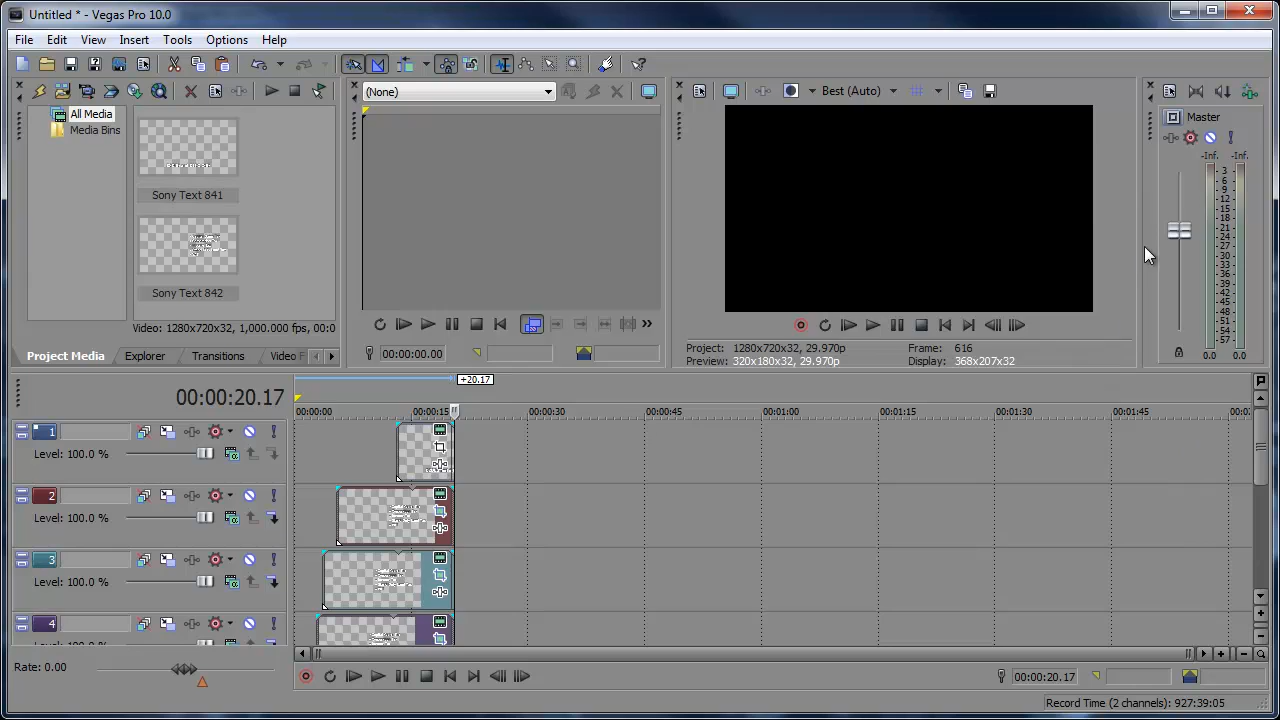 Untitled * - Vegas Pro 10.0
File Edit View Insert Tools Options Help
(None)
Best (Auto)
All Media
Media Bins
Sony Text 841
Sony Text 842
Video: 1280x720x32, 1,000.000 fps, 00:0
Project Media Explorer Transitions Video F
00:00:00.00
Project: 1280x720x32, 29.970p Frame: 616
Preview: 320x180x32, 29.970p Display: 368x207x32
Master
-Inf. -Inf.
3
6
9
12
15
18
21
24
27
30
33
36
39
42
45
48
51
54
57
0.0 0.0
+20.17
00:00:20.17
00:00:00 00:00:15 00:00:30 00:00:45 00:01:00 00:01:15 00:01:30 00:01:45
1
Level: 100.0 %
2
Level: 100.0 %
3
Level: 100.0 %
4
Rate: 0.00
00:00:20.17
Record Time (2 channels): 927:39:05